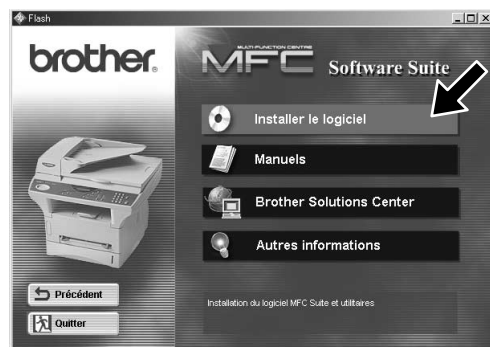 Flash
brother.
MULTI-FUNCTION CENTRE
MFC Software Suite
Installer le logiciel
Manuels
Brother Solutions Center
Autres informations
Précédent
Quitter
Installation du logiciel MFC Suite et utilitaires